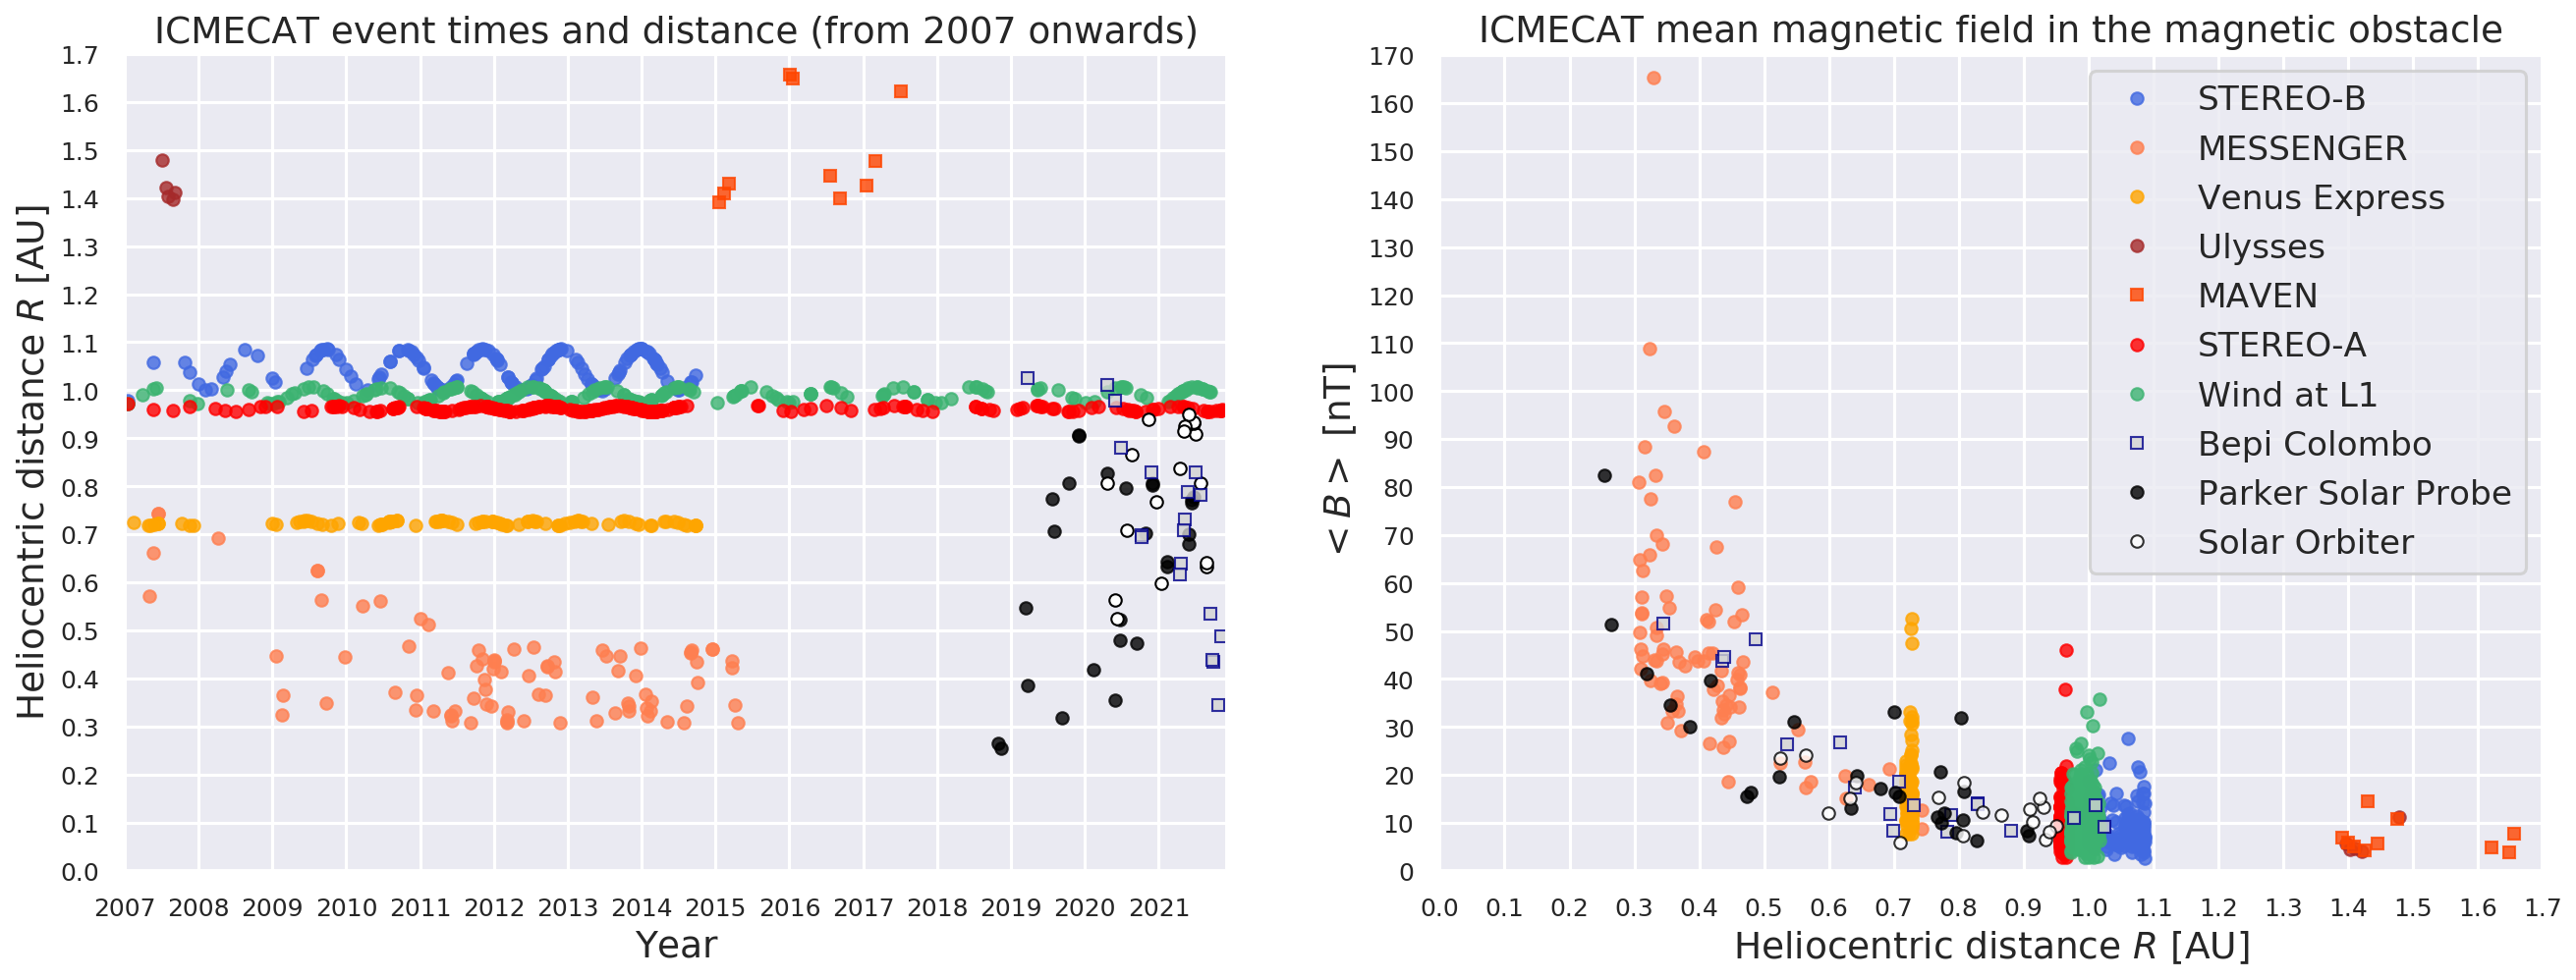 ICMECAT event times and distance (from 2007 onwards)
1.7
1.6
1.5
1.4
1.3
1.2
1.1
1.0
0.9
0.8
0.7
0.6
0.5
0.4
0.3
0.2
0.1
0.0
Heliocentric distance R [AU]
2007 2008 2009 2010 2011 2012 2013 2014 2015 2016 2017 2018 2019 2020 2021
Year
ICMECAT mean magnetic field in the magnetic obstacle
170
160
150
140
130
120
110
100
90
80
70
60
50
40
30
20
10
0
<B> [nT]
STEREO-B
MESSENGER
Venus Express
Ulysses
MAVEN
STEREO-A
Wind at L1
Bepi Colombo
Parker Solar Probe
Solar Orbiter
0.0 0.1 0.2 0.3 0.4 0.5 0.6 0.7 0.8 0.9 1.0 1.1 1.2 1.3 1.4 1.5 1.6 1.7
Heliocentric distance R [AU]